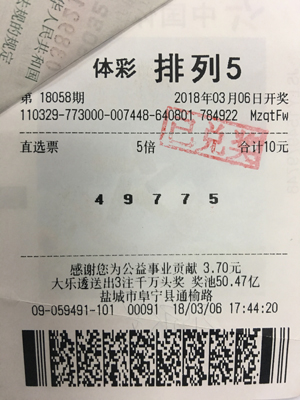 人民共和国
体彩 排列5
第 18058期 2018年03月06日开奖
110329-773000-007448-640801 784922 MzqtFw
直选票 5倍 合计10元
已兑奖
4 9 7 7 5
感谢您为公益事业贡献 3.70元
大乐透送出3注千万头奖 奖池50.47亿
盐城市阜宁县通榆路
09-059491-101 00091 18/03/06 17:44:20